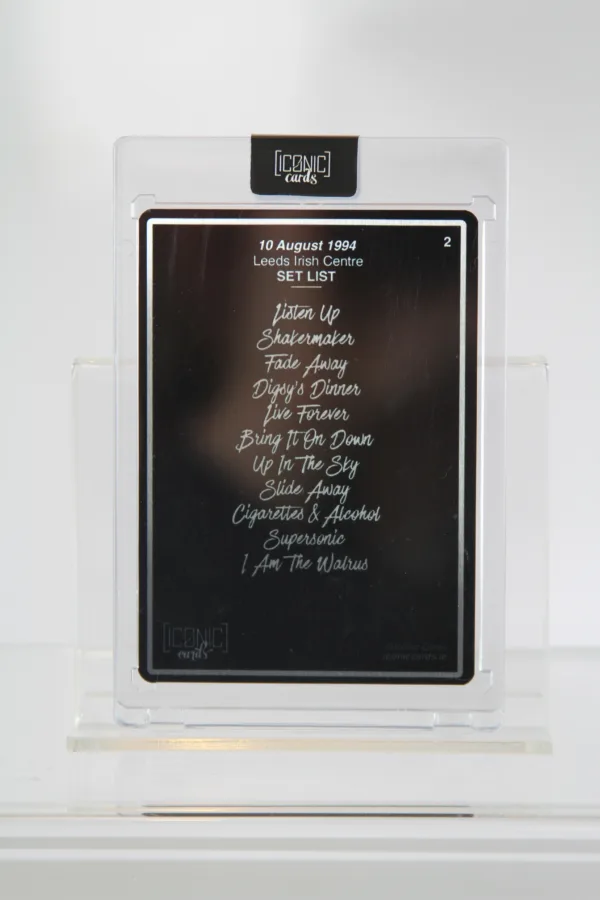 [ICONIC]
cards
10 August 1994
2
Leeds Irish Centre
SET LIST
Listen Up
Shakermaker
Fade Away
Digsy's Dinner
Live Forever
Bring It On Down
Up In The Sky
Slide Away
Cigarettes & Alcohol
Supersonic
I Am The Walrus
[ICONIC]
cards